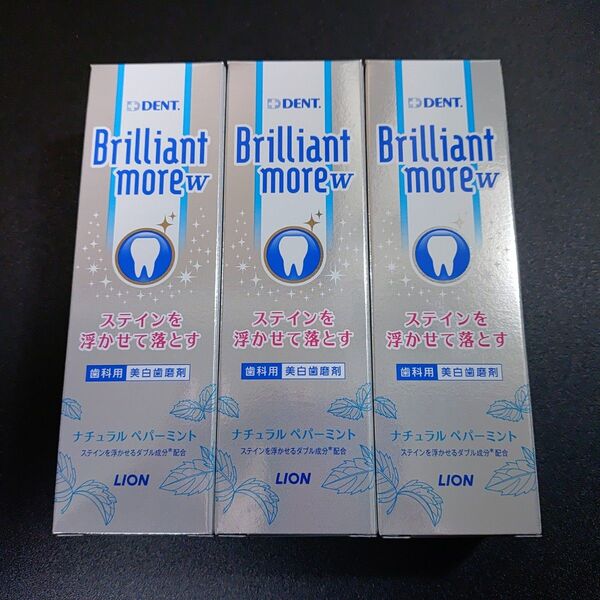 DENT.
Brilliant
more W
ステインを
浮かせて落とす
歯科用 美白歯磨剤
ナチュラル ペパーミント
ステインを浮かせるダブル成分※配合
LION
DENT.
Brilliant
more W
ステインを
浮かせて落とす
歯科用 美白歯磨剤
ナチュラル ペパーミント
ステインを浮かせるダブル成分※配合
LION
DENT.
Brilliant
more W
ステインを
浮かせて落とす
歯科用 美白歯磨剤
ナチュラル ペパーミント
ステインを浮かせるダブル成分※配合
LION